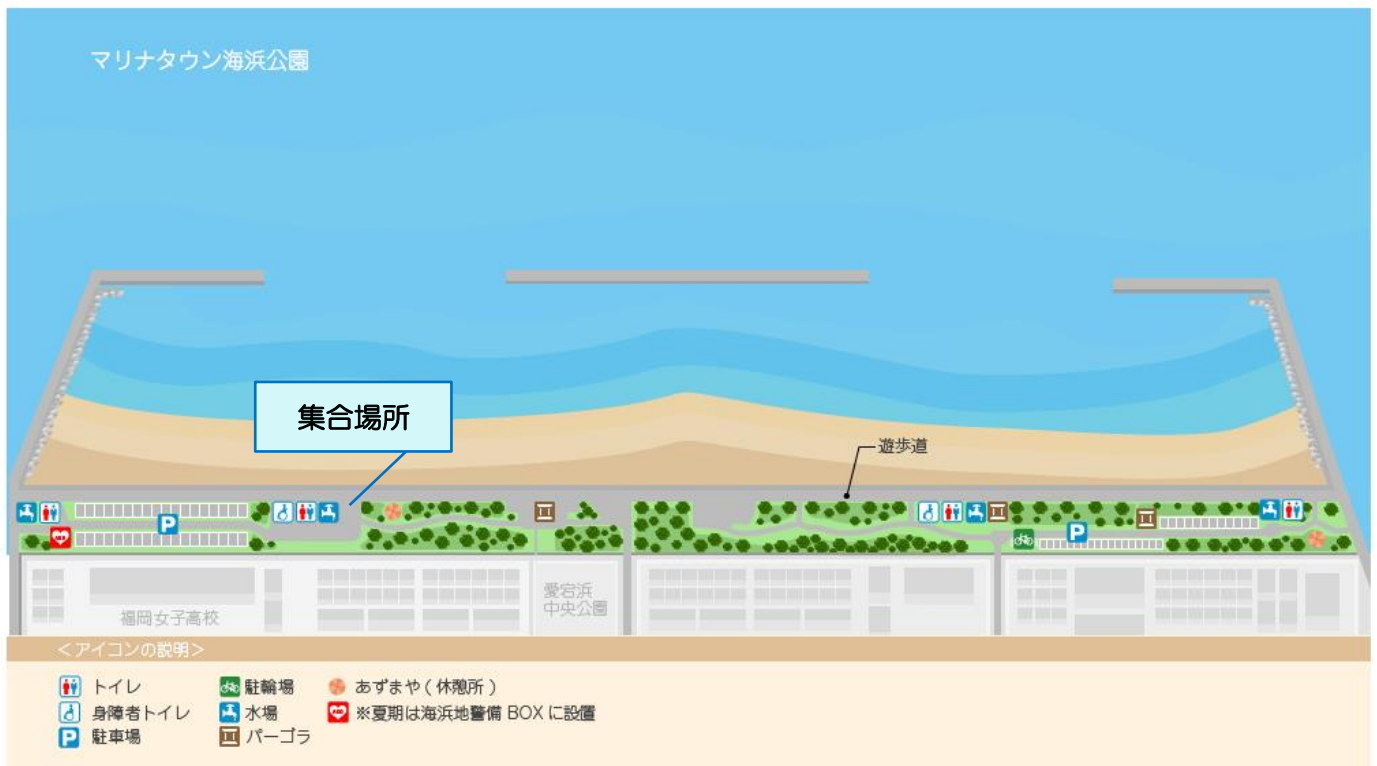 マリナタウン海浜公園
集合場所
遊歩道
P
P
福岡女子高校
愛宕浜
中央公園
＜アイコンの説明＞
トイレ
駐輪場
あずまや ( 休憩所 )
身障者トイレ
水場
※夏期は海浜地警備 BOX に設置
P 駐車場
パーゴラ